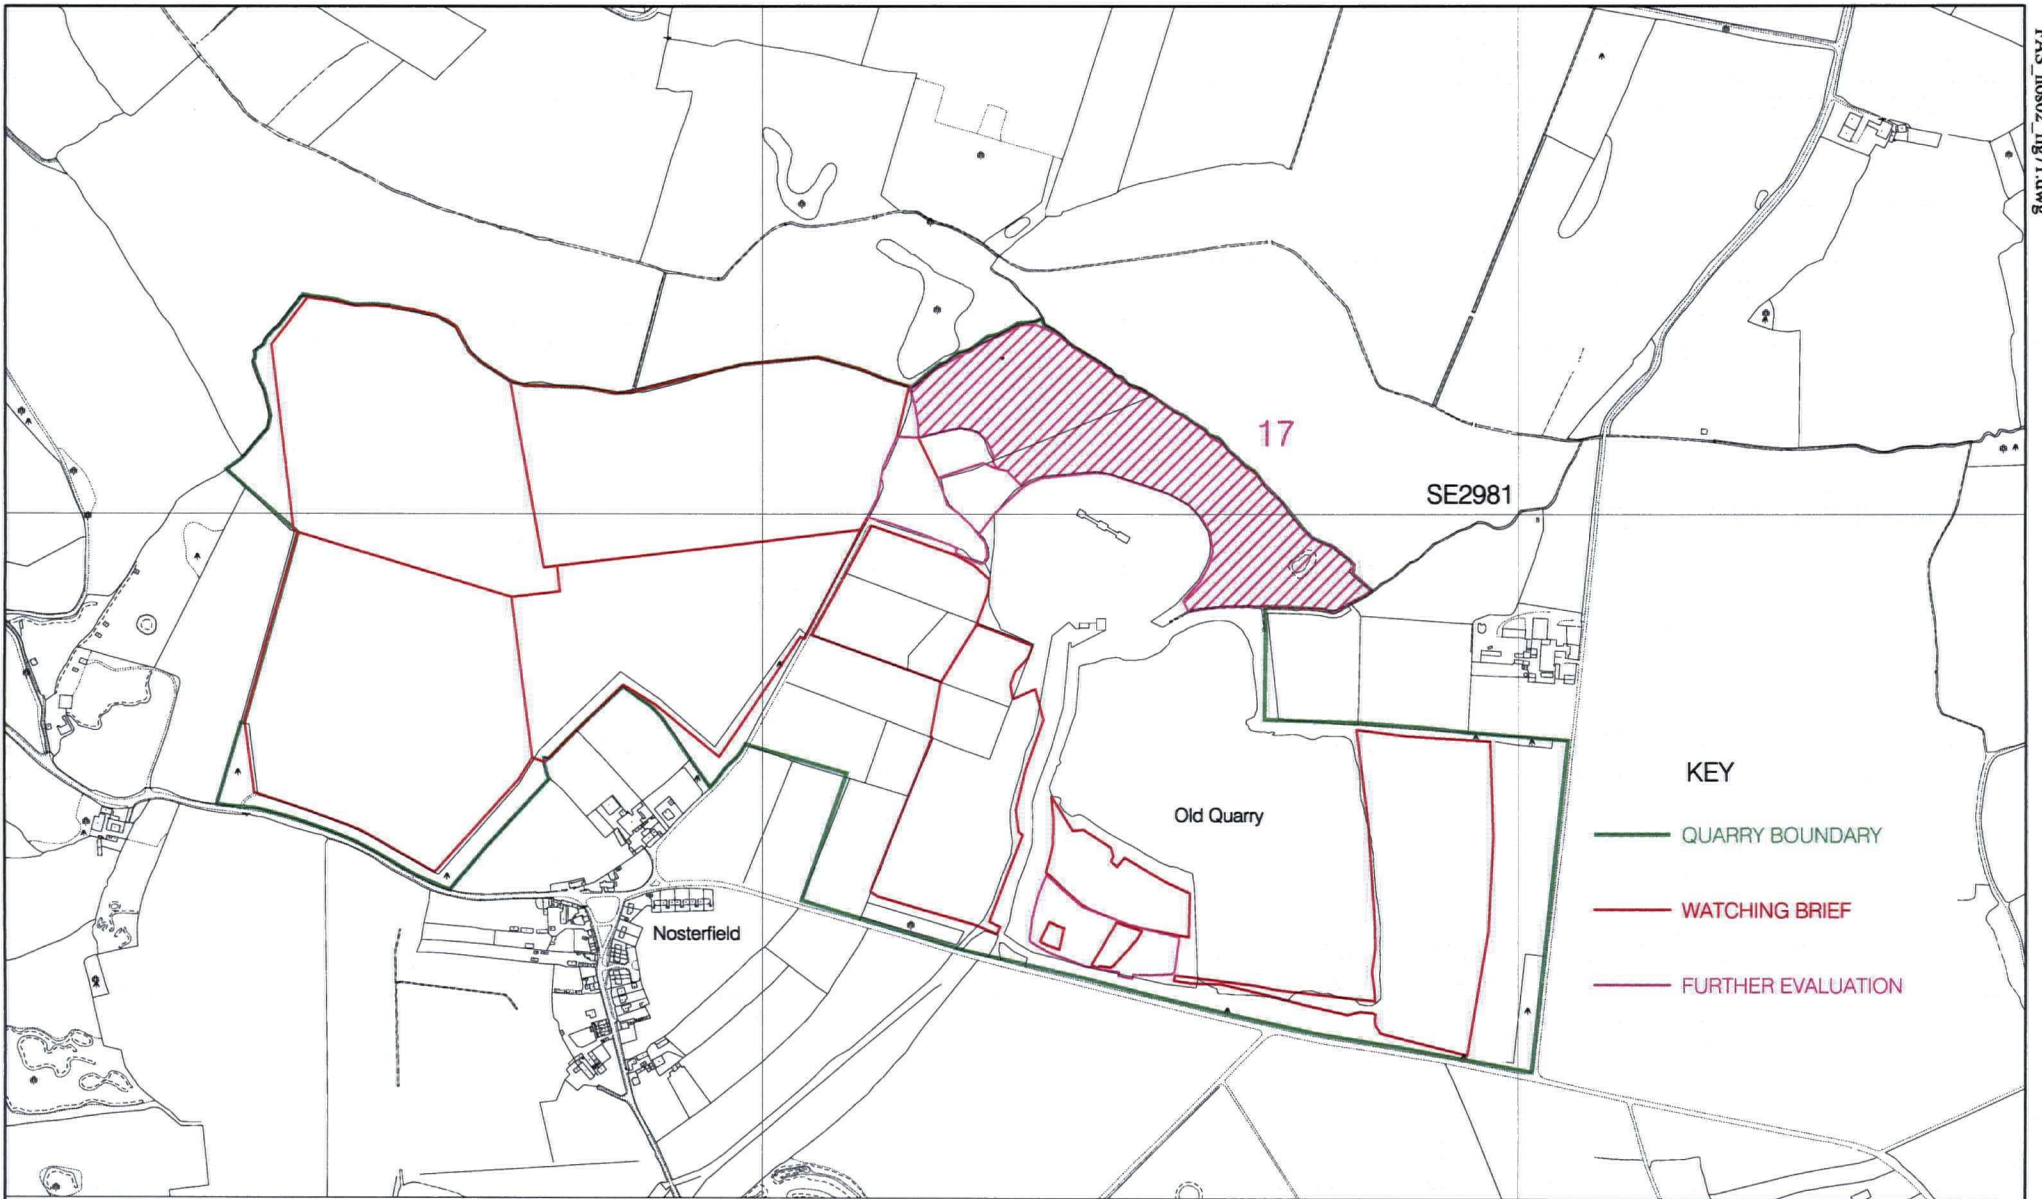 17
SE2981
KEY
Old Quarry
QUARRY BOUNDARY
WATCHING BRIEF
Nosterfield
FURTHER EVALUATION